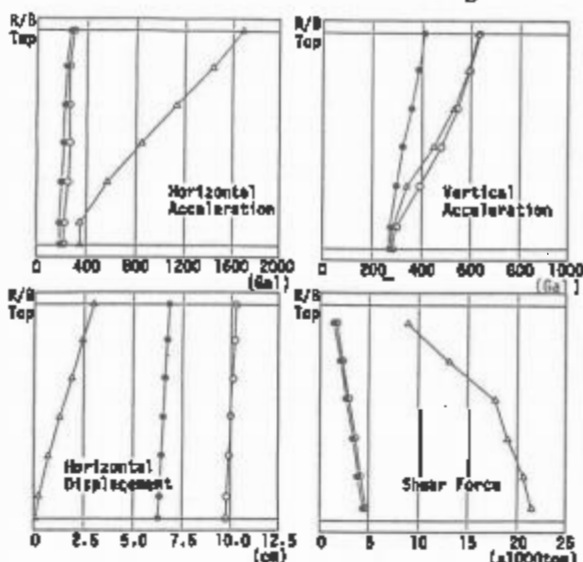 R/B
Top
Horizontal
Acceleration
0 400 800 1200 1600 2000
(Gal)
R/B
Top
Vertical
Acceleration
200 400 600 800 1000
(Gal)
R/B
Top
Horizontal
Displacement
0 2.5 5.0 7.5 10.0 12.5
(cm)
R/B
Top
Shear Force
0 5 10 15 20 25
(x1000ton)